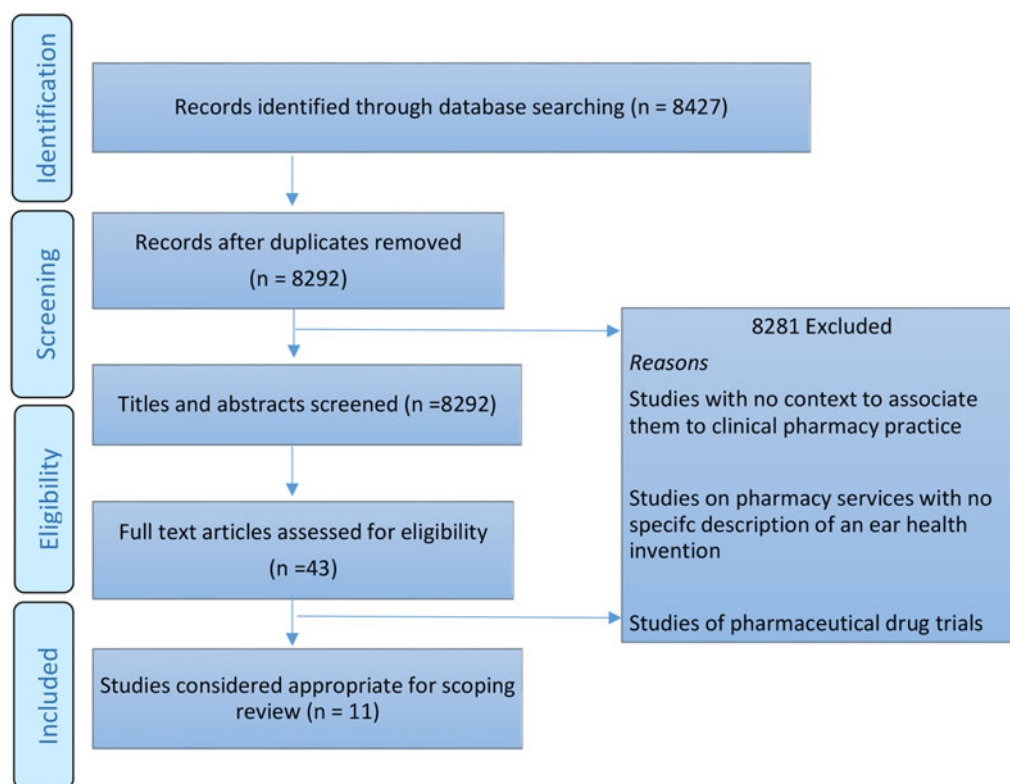 Identification
Records identified through database searching (n = 8427)
Screening
Records after duplicates removed
(n = 8292)
8281 Excluded
Reasons
Studies with no context to associate
them to clinical pharmacy practice
Studies on pharmacy services with no
specifc description of an ear health
invention
Studies of pharmaceutical drug trials
Titles and abstracts screened (n =8292)
Eligibility
Full text articles assessed for eligibility
(n =43)
Included
Studies considered appropriate for scoping
review (n = 11)